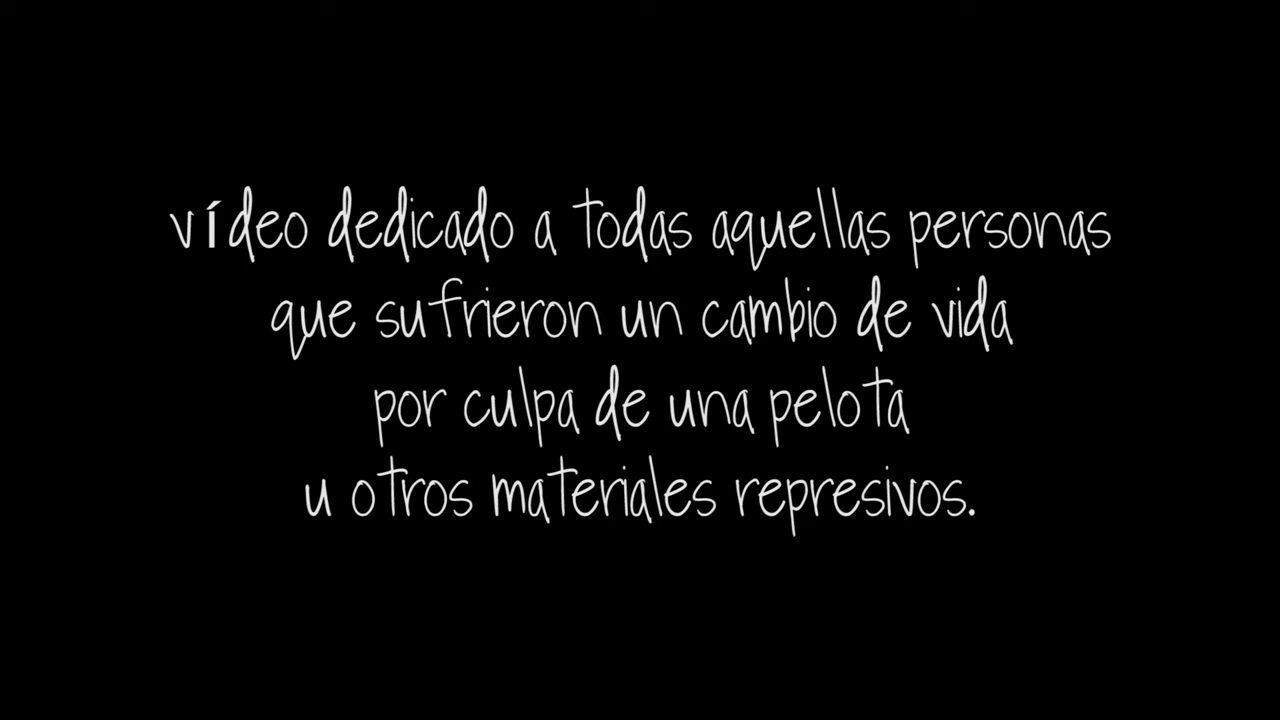 vídeo dedicado a todas aquellas personas
que sufrieron un cambio de vida
por culpa de una pelota
u otros materiales represivos.